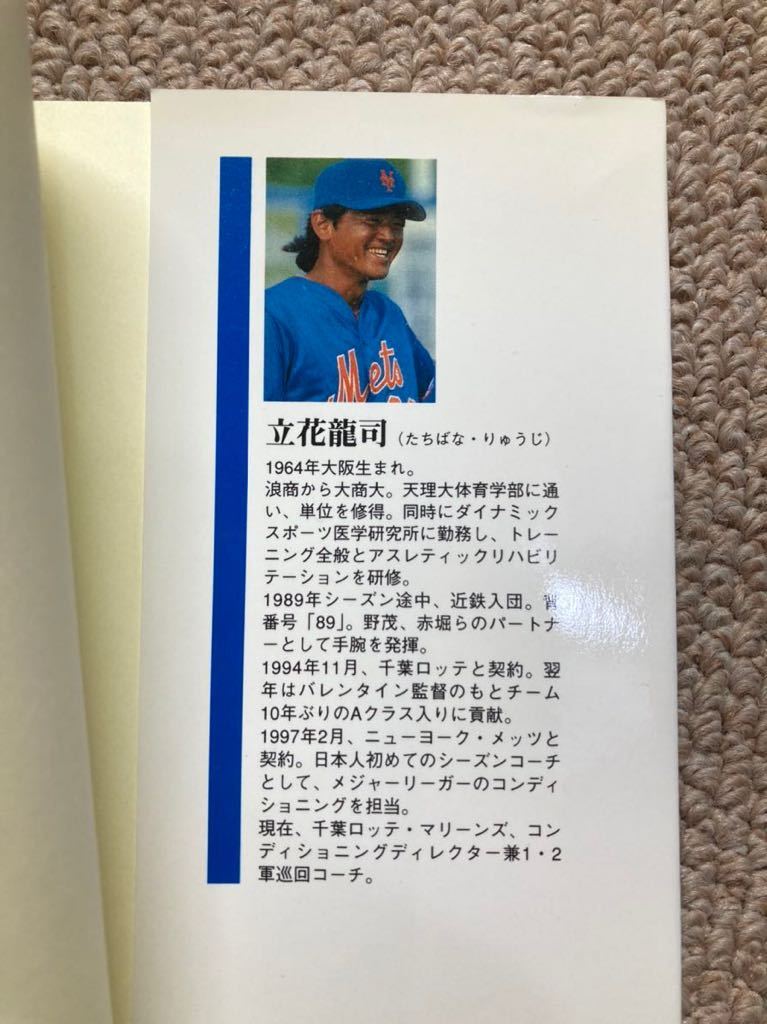 NY
Mets
立花龍司（たちばな・りゅうじ）
1964年大阪生まれ。
浪商から大商大。天理大体育学部に通
い、単位を修得。同時にダイナミック
スポーツ医学研究所に勤務し、トレー
ニング全般とアスレティックリハビリ
テーションを研修。
1989年シーズン途中、近鉄入団。背
番号「89」。野茂、赤堀らのパートナ
ーとして手腕を発揮。
1994年11月、千葉ロッテと契約。翌
年はバレンタイン監督のもとチーム
10年ぶりのAクラス入りに貢献。
1997年2月、ニューヨーク・メッツと
契約。日本人初めてのシーズンコーチ
として、メジャーリーガーのコンディ
ショニングを担当。
現在、千葉ロッテ・マリーンズ、コン
ディショニングディレクター兼1・2
軍巡回コーチ。